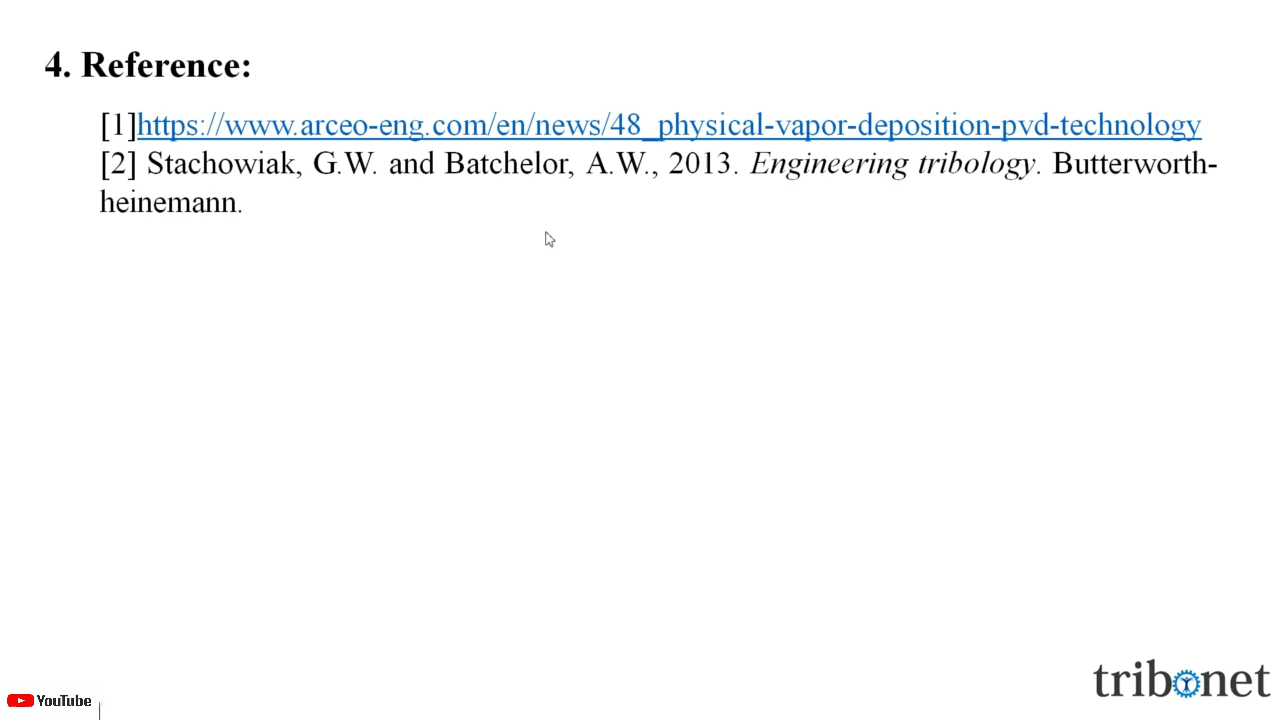 4. Reference:
[1]https://www.arceo-eng.com/en/news/48_physical-vapor-deposition-pvd-technology
[2] Stachowiak, G.W. and Batchelor, A.W., 2013. Engineering tribology. Butterworth-
heinemann.
tribonet
YouTube